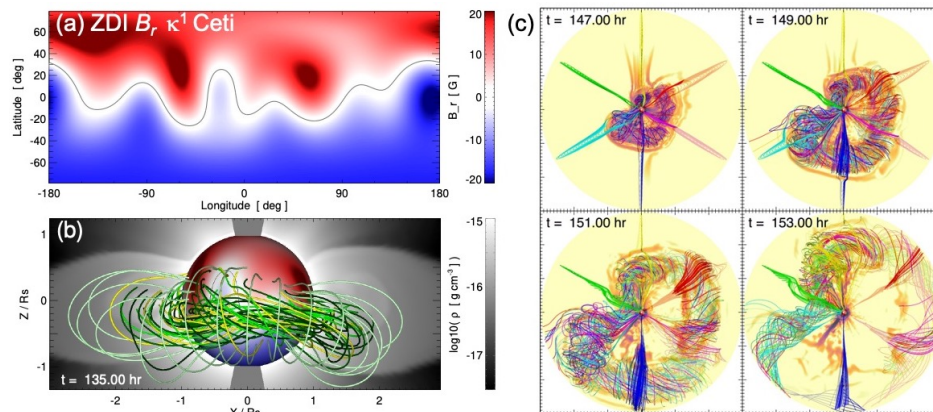 (a) ZDI B_r κ¹ Ceti
60
40
20
0
-20
-40
-60
Latitude [ deg ]
-180
-90
0
90
180
Longitude [ deg ]
20
10
0
-10
-20
B_r [ G ]
(b)
1
0
-1
Z / Rs
t = 135.00 hr
-2
0
1
2
X / Rs
-15
-16
-17
log10( ρ [ g cm⁻³ ]
(c)
t = 147.00 hr
t = 149.00 hr
t = 151.00 hr
t = 153.00 hr